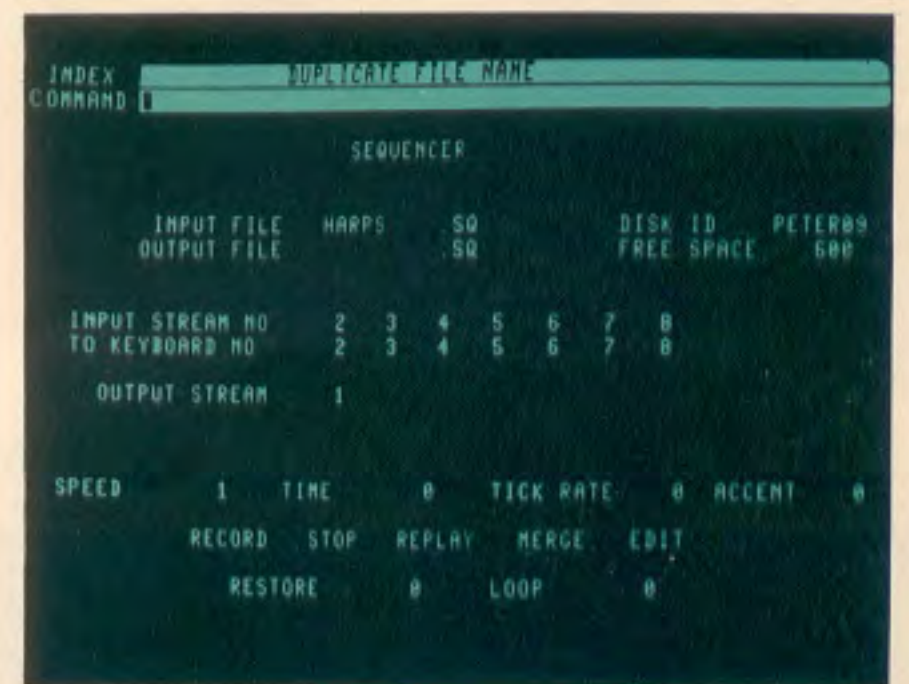 INDEX DUPLICATE FILE NAME
COMMAND
SEQUENCER
INPUT FILE HARPS .SQ DISK ID PETER09
OUTPUT FILE .SQ FREE SPACE 600
INPUT STREAM NO 2 3 4 5 6 7 8
TO KEYBOARD NO 2 3 4 5 6 7 8
OUTPUT STREAM 1
SPEED 1 TIME 0 TICK RATE 0 ACCENT 0
RECORD STOP REPLAY MERGE EDIT
RESTORE 0 LOOP 0